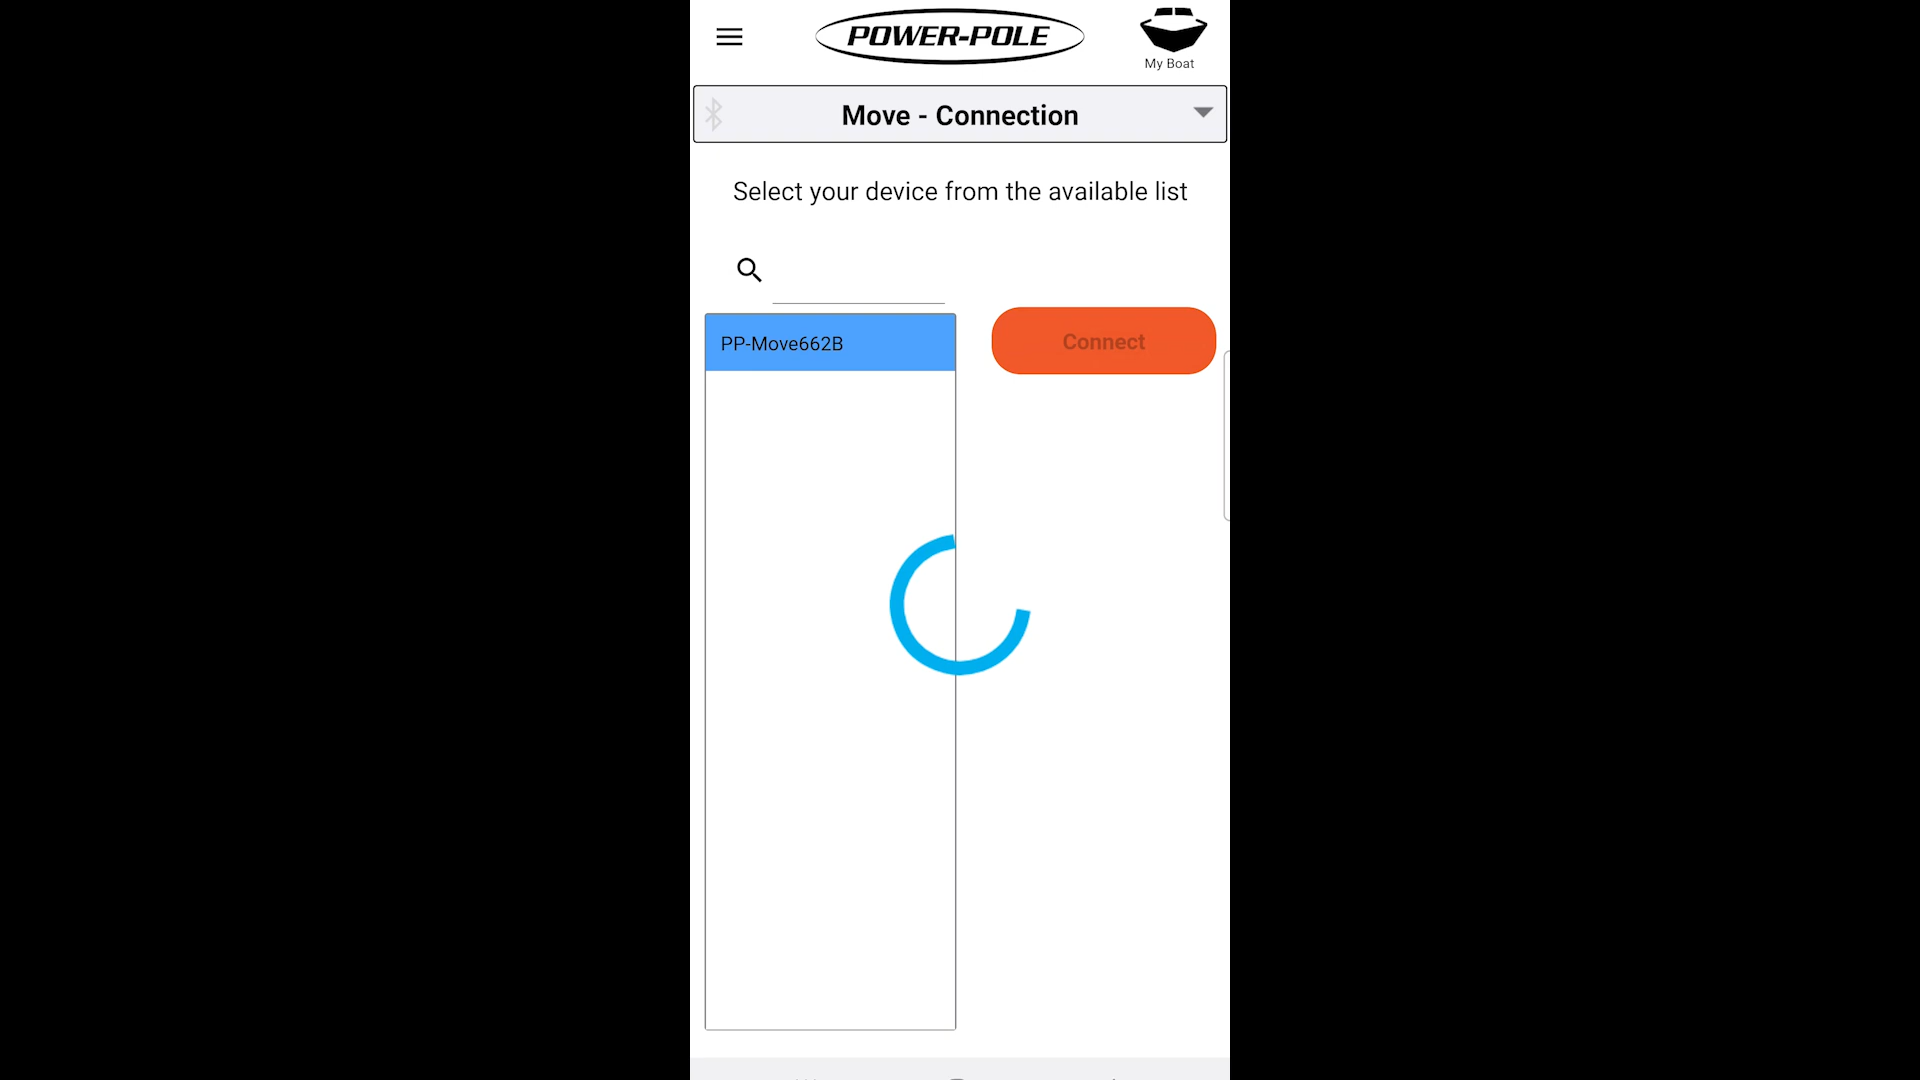 POWER-POLE
My Boat
Move - Connection
Select your device from the available list
PP-Move662B
Connect